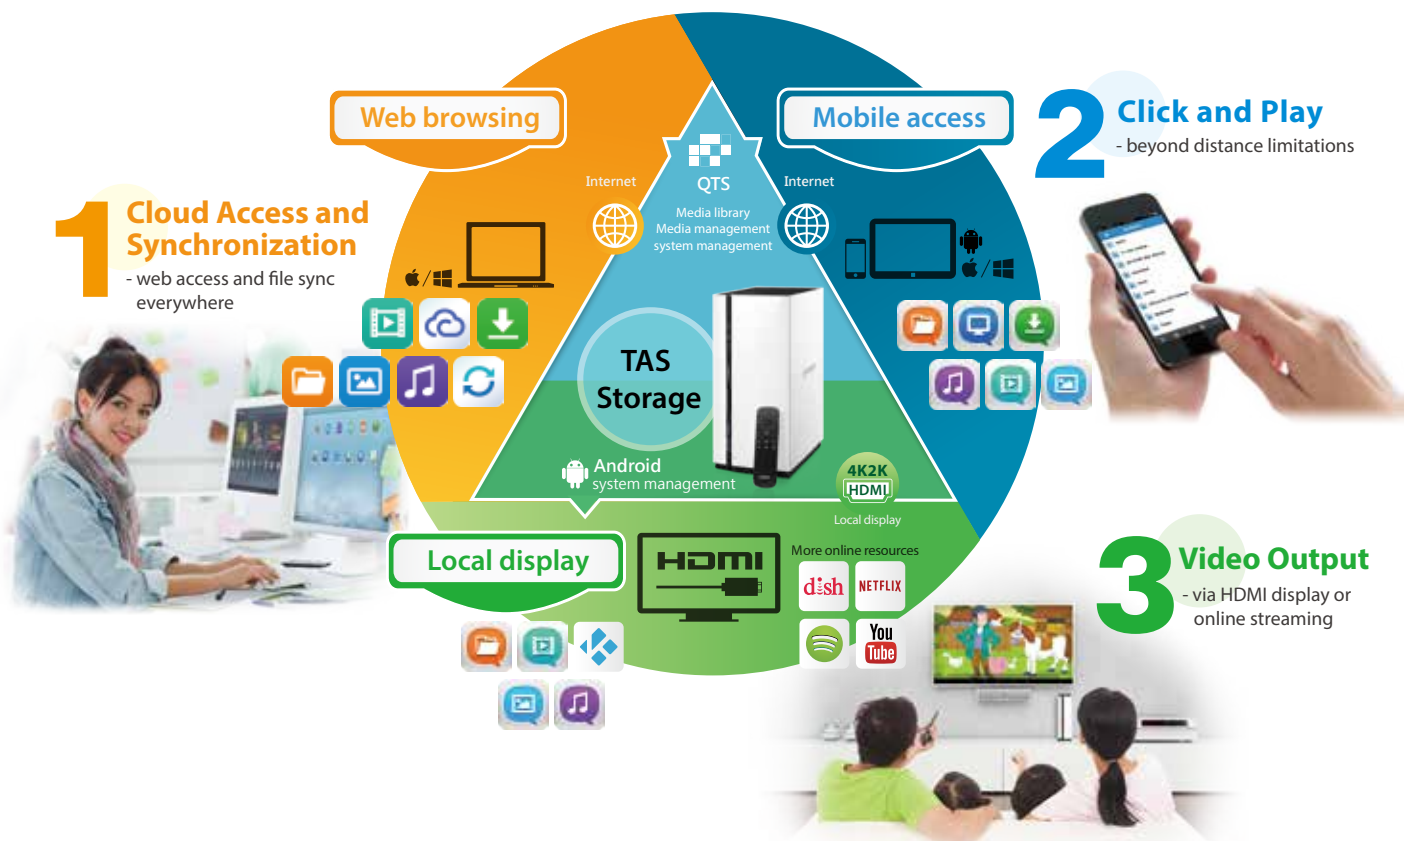 Web browsing
Mobile access
2
Click and Play
- beyond distance limitations
1
Cloud Access and
Synchronization
- web access and file sync
everywhere
Internet
QTS
Internet
Media library
Media management
system management
TAS
Storage
Android
system management
4K2K
HDMI
Local display
Local display
HDMI
More online resources
dish
NETFLIX
You
Tube
3
Video Output
- via HDMI display or
online streaming